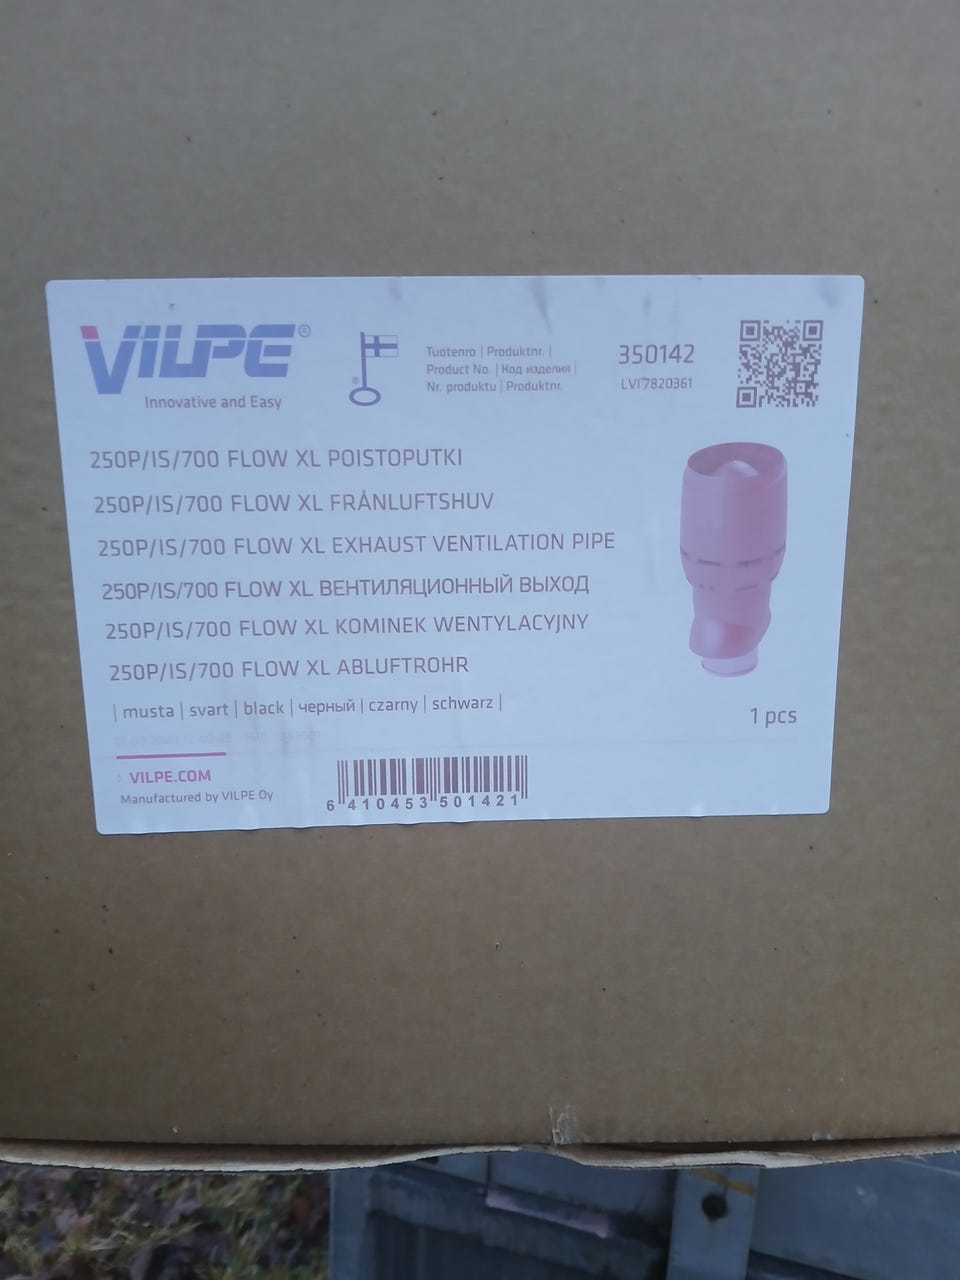 VILPE®
Innovative and Easy
®
Tuotenro | Produktnr. |
Product No. | Код изделия |
Nr. produktu | Produktnr.
350142
LVI 7820361
250P/IS/700 FLOW XL POISTOPUTKI
250P/IS/700 FLOW XL FRÅNLUFTSHUV
250P/IS/700 FLOW XL EXHAUST VENTILATION PIPE
250P/IS/700 FLOW XL ВЕНТИЛЯЦИОННЫЙ ВЫХОД
250P/IS/700 FLOW XL KOMINEK WENTYLACYJNY
250P/IS/700 FLOW XL ABLUFTROHR
| musta | svart | black | черный | czarny | schwarz |
1 pcs
› VILPE.COM
Manufactured by VILPE Oy
6 410453 501421